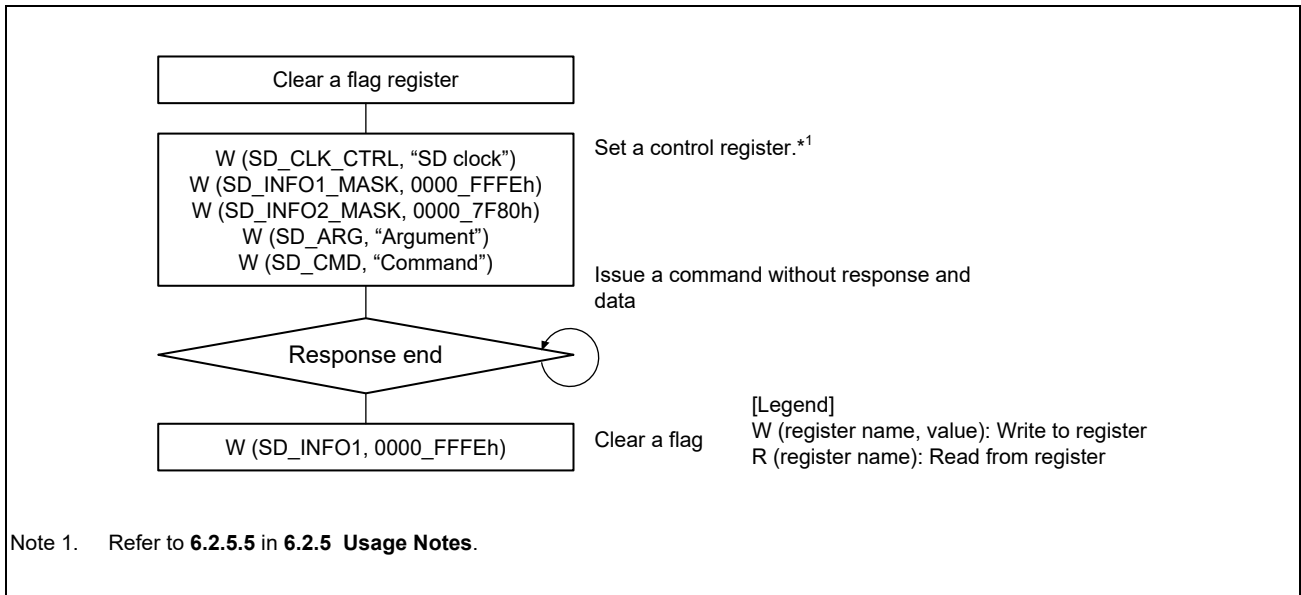 Clear a flag register
W (SD_CLK_CTRL, “SD clock”)
W (SD_INFO1_MASK, 0000_FFFEh)
W (SD_INFO2_MASK, 0000_7F80h)
W (SD_ARG, “Argument”)
W (SD_CMD, “Command”)
Set a control register.*1
Issue a command without response and
data
Response end
W (SD_INFO1, 0000_FFFEh)
Clear a flag
[Legend]
W (register name, value): Write to register
R (register name): Read from register
Note 1. Refer to 6.2.5.5 in 6.2.5 Usage Notes.